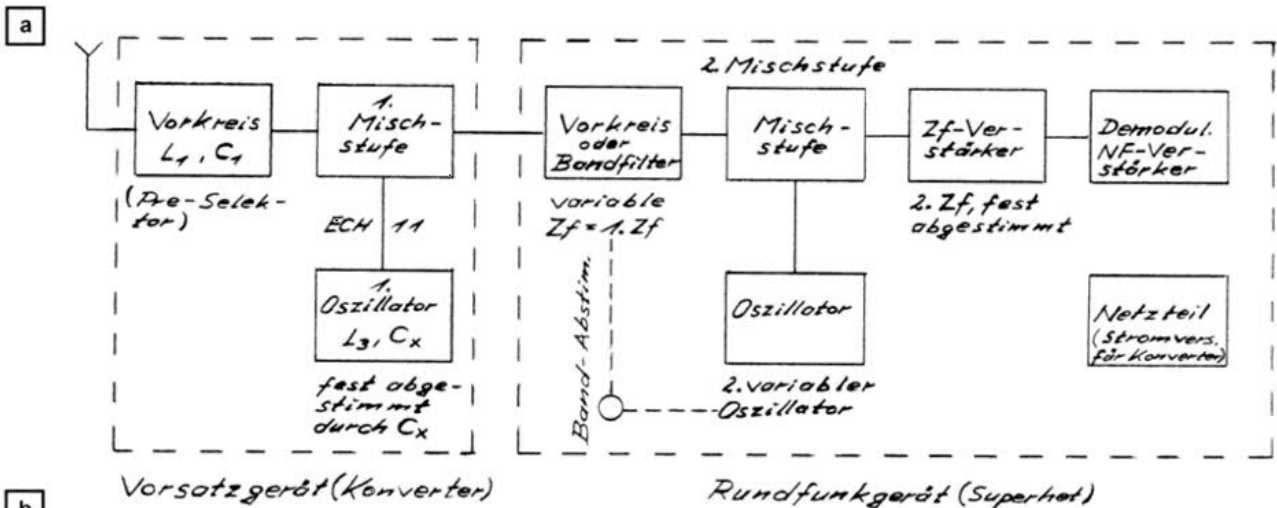 a
2. Mischstufe
Vorkreis
L1, C1
(Pre-Selek-
tor)
1.
Misch-
stufe
ECH 11
1.
Oszillator
L3, Cx
fest abge-
stimmt
durch Cx
Vorsatzgerät (Konverter)
Vorkreis
oder
Bandfilter
variable
Zf = 1. Zf
Band-Abstim.
Misch-
stufe
Oszillator
2. variabler
Oszillator
Zf-Ver-
stärker
2. Zf, fest
abgestimmt
Demodul.
NF-Ver-
stärker
Netzteil
(Stromvers.
für Konverter)
Rundfunkgerät (Superhet)
b